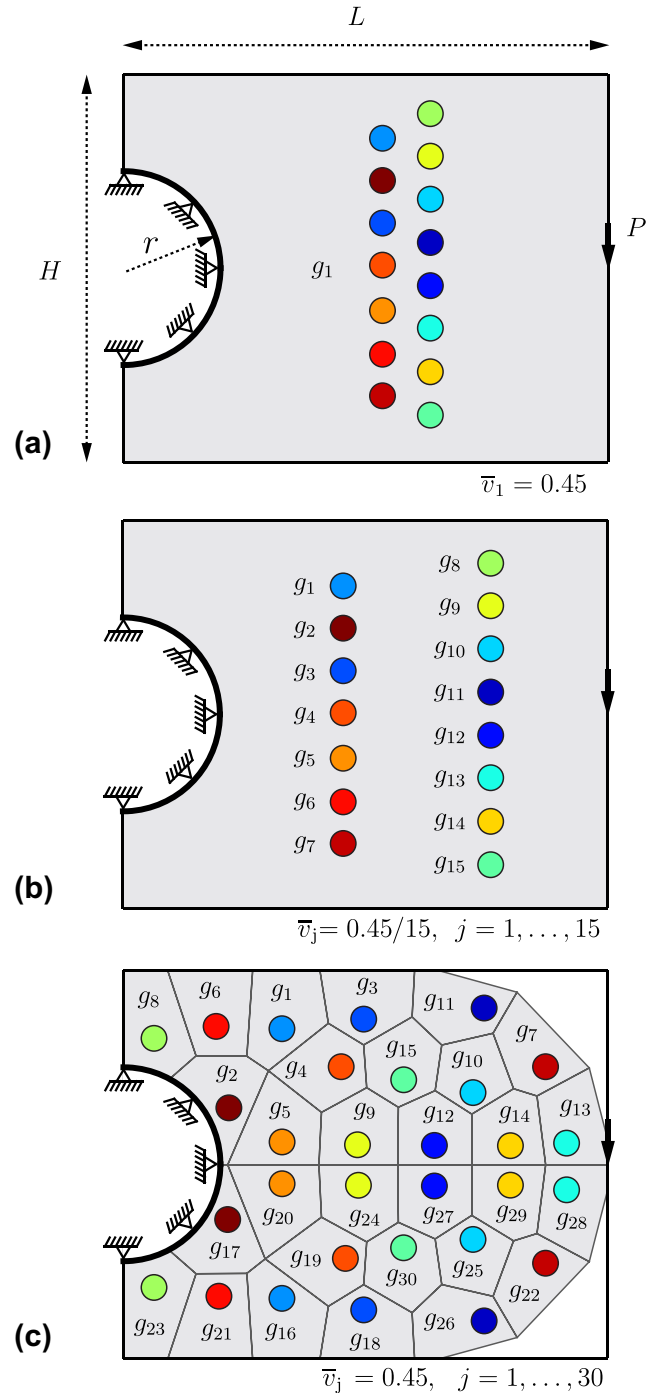 L
H
r
g₁
P
(a)
v̅₁ = 0.45
g₁
g₂
g₃
g₄
g₅
g₆
g₇
g₈
g₉
g₁₀
g₁₁
g₁₂
g₁₃
g₁₄
g₁₅
(b)
v̅ⱼ = 0.45/15, j = 1, . . . , 15
g₈ g₆ g₁ g₃ g₁₁
g₇
g₂ g₄ g₁₅ g₁₀
g₅ g₉ g₁₂ g₁₄ g₁₃
g₂₀ g₂₄ g₂₇ g₂₉ g₂₈
g₁₇ g₁₉ g₃₀ g₂₅ g₂₂
g₂₃ g₂₁ g₁₆ g₁₈ g₂₆
(c)
v̅ⱼ = 0.45, j = 1, . . . , 30